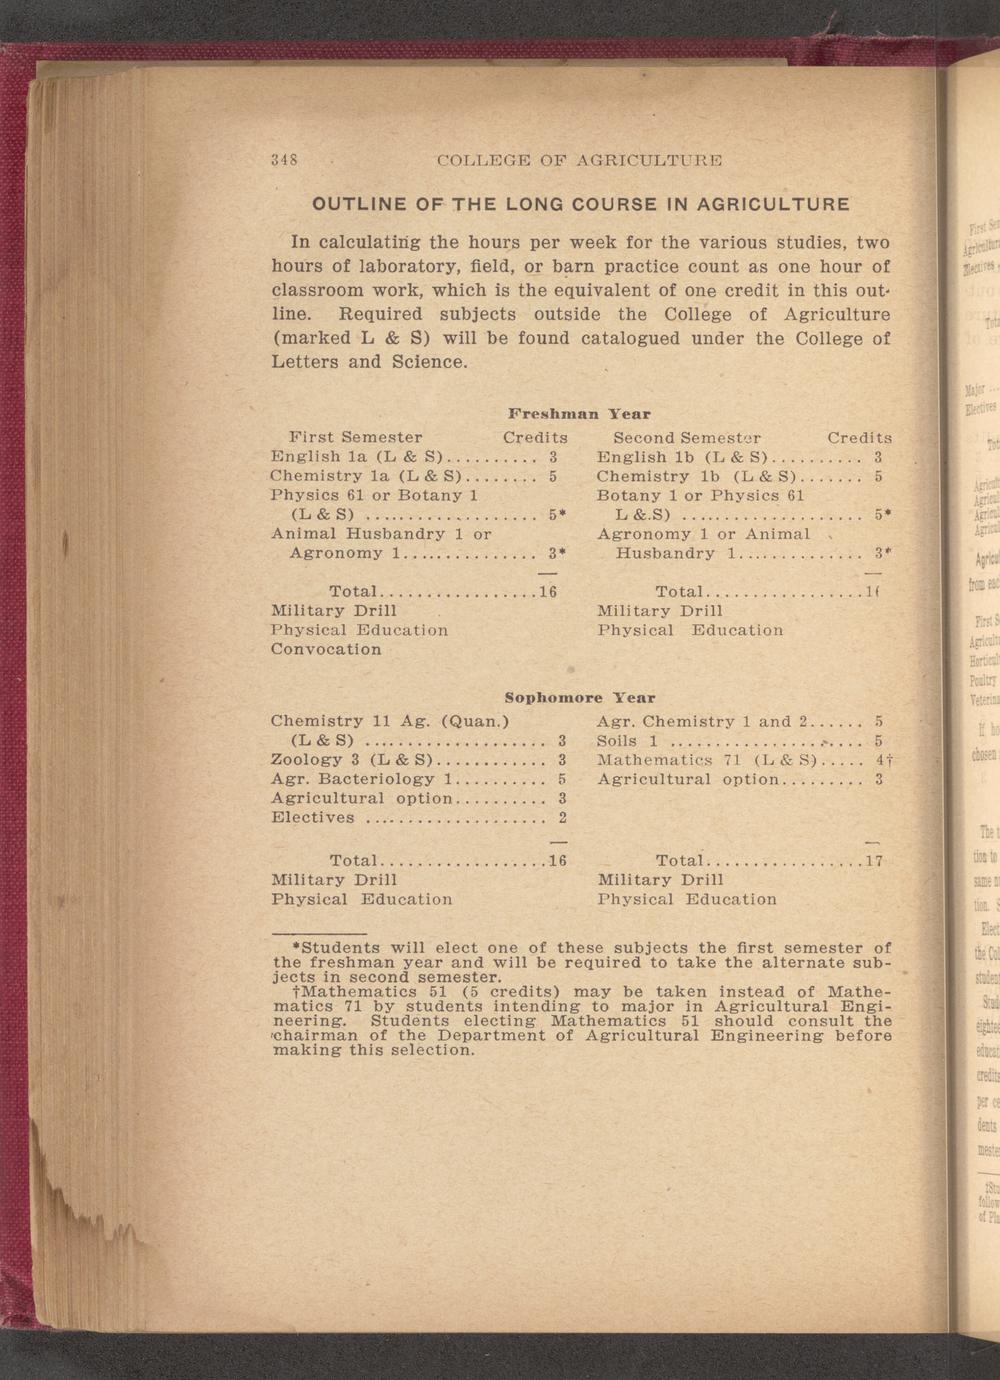 348 COLLEGE OF AGRICULTURE
OUTLINE OF THE LONG COURSE IN AGRICULTURE
In calculating the hours per week for the various studies, two
hours of laboratory, field, or barn practice count as one hour of
classroom work, which is the equivalent of one credit in this out-
line. Required subjects outside the College of Agriculture
(marked L & S) will be found catalogued under the College of
Letters and Science.
Freshman Year
First Semester Credits
English 1a (L & S).......... 3
Chemistry 1a (L & S)........ 5
Physics 61 or Botany 1
(L & S) .................... 5*
Animal Husbandry 1 or
Agronomy 1............... 3*
Total.................16
Military Drill
Physical Education
Convocation
Second Semester Credits
English 1b (L & S).......... 3
Chemistry 1b (L & S)....... 5
Botany 1 or Physics 61
L & S) ................... 5*
Agronomy 1 or Animal
Husbandry 1.............. 3*
Total.................16
Military Drill
Physical Education
Sophomore Year
Chemistry 11 Ag. (Quan.)
(L & S) ................... 3
Zoology 3 (L & S)............ 3
Agr. Bacteriology 1.......... 5
Agricultural option.......... 3
Electives ................... 2
Total..................16
Military Drill
Physical Education
Agr. Chemistry 1 and 2...... 5
Soils 1 .................... 5
Mathematics 71 (L & S)..... 4†
Agricultural option......... 3
Total.................17
Military Drill
Physical Education
*Students will elect one of these subjects the first semester of
the freshman year and will be required to take the alternate sub-
jects in second semester.
†Mathematics 51 (5 credits) may be taken instead of Mathe-
matics 71 by students intending to major in Agricultural Engi-
neering. Students electing Mathematics 51 should consult the
chairman of the Department of Agricultural Engineering before
making this selection.